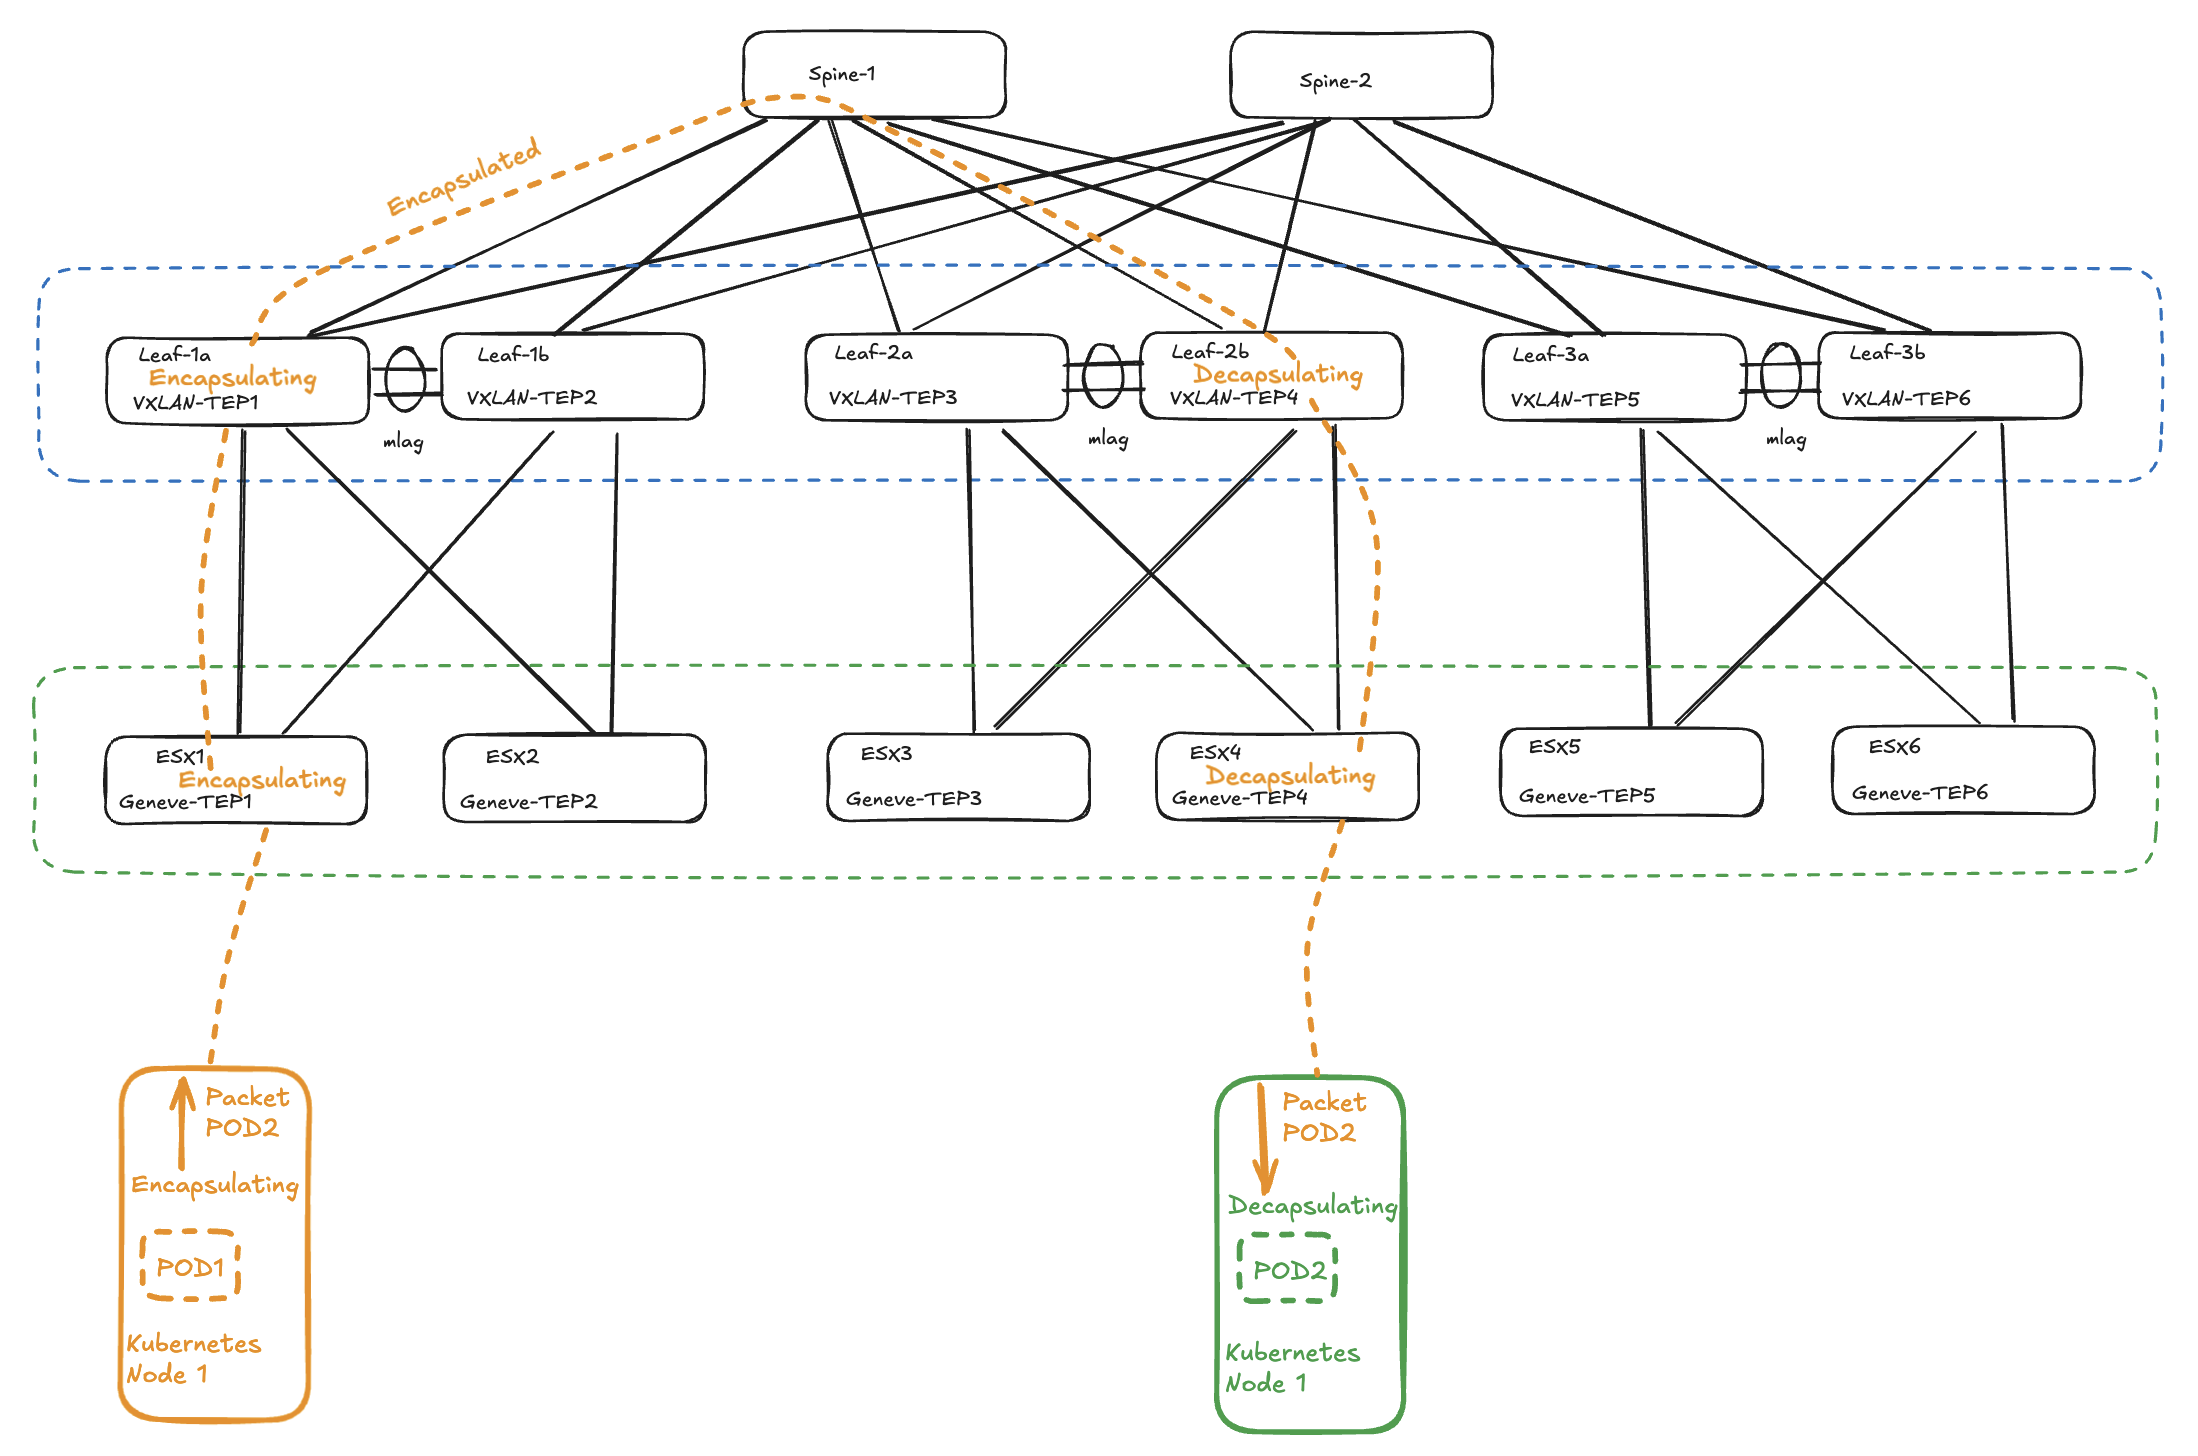 Spine-1
Spine-2
Encapsulated
Leaf-1a
Encapsulating
VXLAN-TEP1
Leaf-1b
VXLAN-TEP2
mlag
Leaf-2a
VXLAN-TEP3
Leaf-2b
Decapsulating
VXLAN-TEP4
mlag
Leaf-3a
VXLAN-TEP5
Leaf-3b
VXLAN-TEP6
mlag
ESX1
Encapsulating
Geneve-TEP1
ESX2
Geneve-TEP2
ESX3
Geneve-TEP3
ESX4
Decapsulating
Geneve-TEP4
ESX5
Geneve-TEP5
ESX6
Geneve-TEP6
Packet
POD2
Encapsulating
POD1
Kubernetes
Node 1
Packet
POD2
Decapsulating
POD2
Kubernetes
Node 1